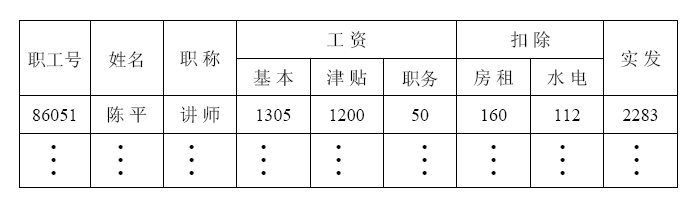 职工号 姓名 职称 工资 扣除 实发
基本 津贴 职务 房租 水电
86051 陈平 讲师 1305 1200 50 160 112 2283
⋮ ⋮ ⋮ ⋮ ⋮ ⋮ ⋮ ⋮ ⋮